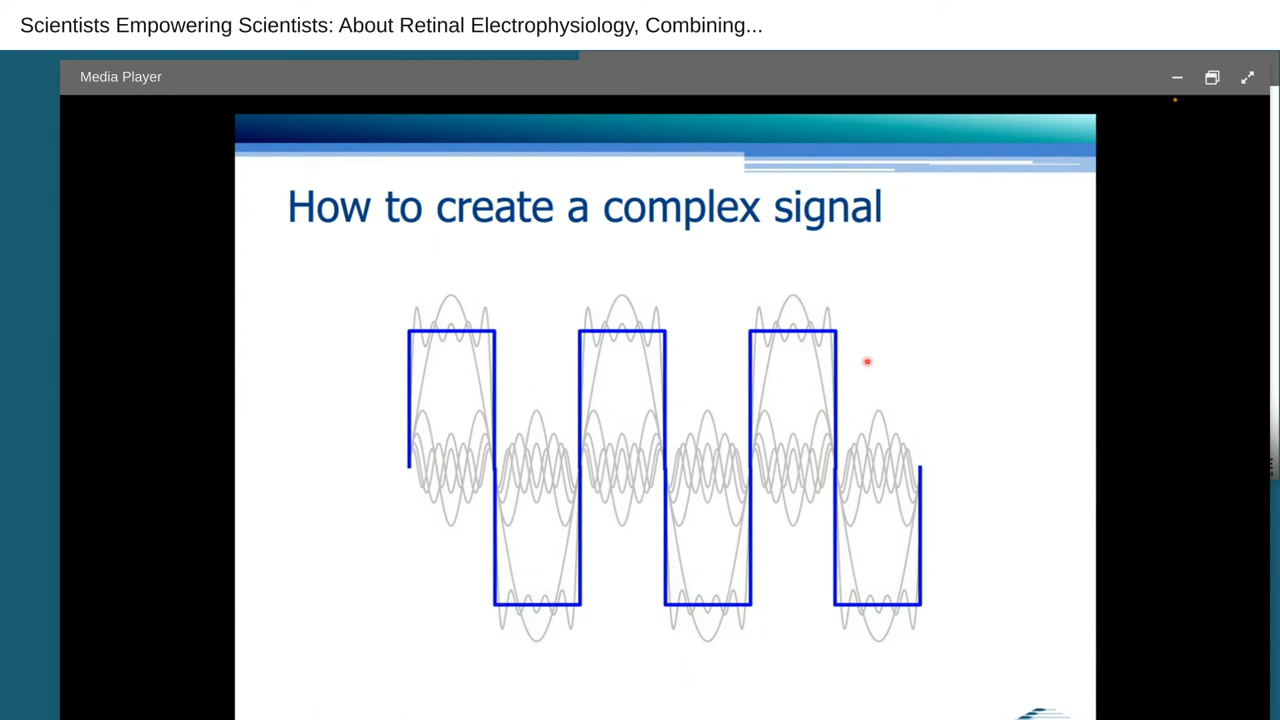 Scientists Empowering Scientists: About Retinal Electrophysiology, Combining...
Media Player
How to create a complex signal